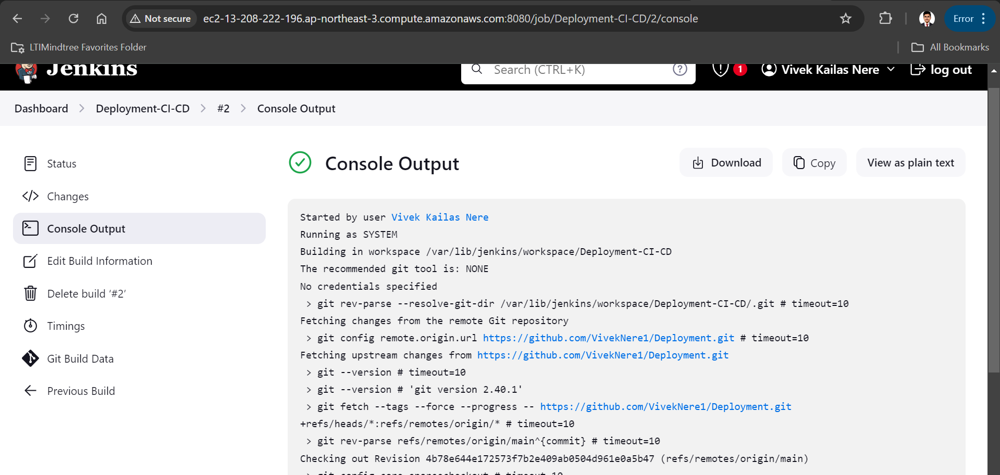 Not secure ec2-13-208-222-196.ap-northeast-3.compute.amazonaws.com:8080/job/Deployment-CI-CD/2/console Error
LTIMindtree Favorites Folder All Bookmarks
Jenkins Search (CTRL+K) ? 1 Vivek Kailas Nere log out
Dashboard > Deployment-CI-CD > #2 > Console Output
Status
Changes
Console Output
Edit Build Information
Delete build ‘#2’
Timings
Git Build Data
Previous Build
Console Output Download Copy View as plain text
Started by user Vivek Kailas Nere
Running as SYSTEM
Building in workspace /var/lib/jenkins/workspace/Deployment-CI-CD
The recommended git tool is: NONE
No credentials specified
> git rev-parse --resolve-git-dir /var/lib/jenkins/workspace/Deployment-CI-CD/.git # timeout=10
Fetching changes from the remote Git repository
> git config remote.origin.url https://github.com/VivekNere1/Deployment.git # timeout=10
Fetching upstream changes from https://github.com/VivekNere1/Deployment.git
> git --version # timeout=10
> git --version # 'git version 2.40.1'
> git fetch --tags --force --progress -- https://github.com/VivekNere1/Deployment.git
+refs/heads/*:refs/remotes/origin/* # timeout=10
> git rev-parse refs/remotes/origin/main^{commit} # timeout=10
Checking out Revision 4b78e644e172573f7b2e409ab0504d961e0a5b47 (refs/remotes/origin/main)
> git config core.sparsecheckout # timeout=10